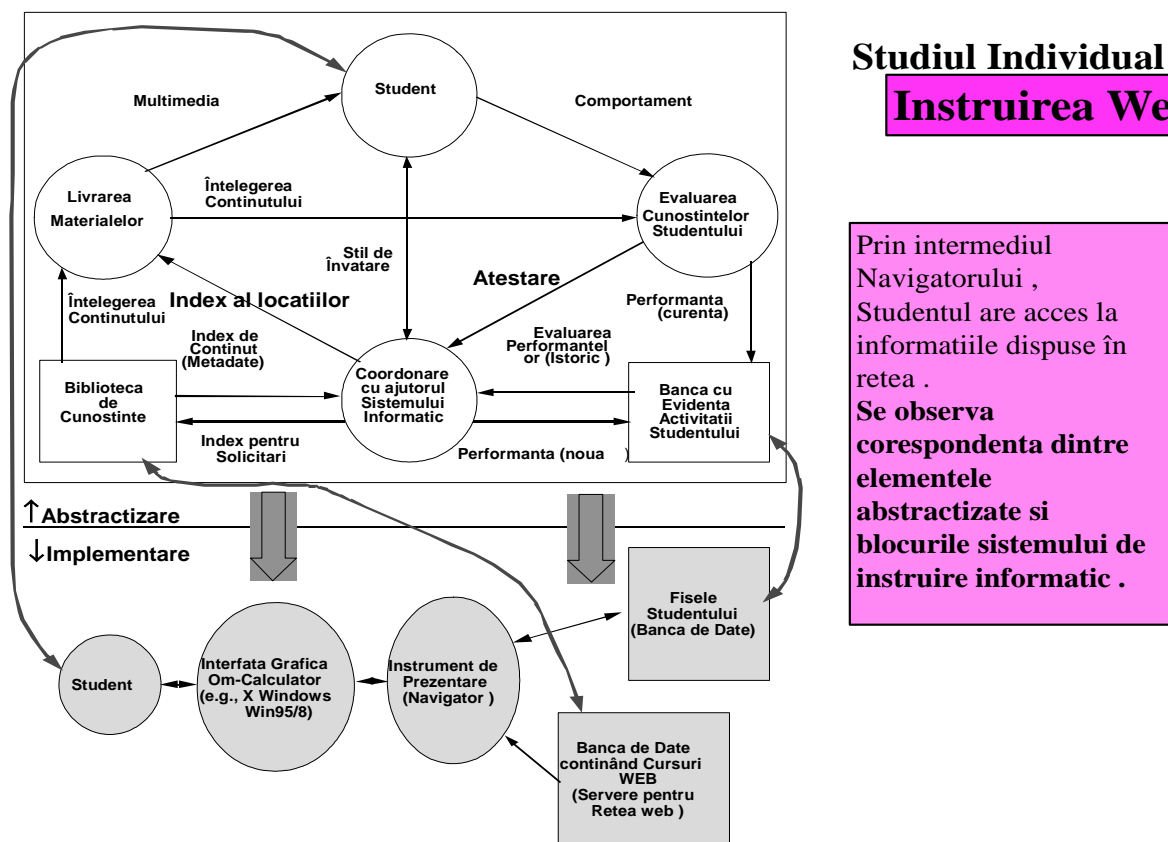 Studiul Individual
Instruirea We
Student
Multimedia
Comportament
Livrarea
Materialelor
Întelegerea
Continutului
Evaluarea
Cunostintelor
Studentului
Stil de
Învatare
Atestare
Index al locatiilor
Întelegerea
Continutului
Performanta
(curenta)
Index de
Continut
(Metadate)
Evaluarea
Performantel
or (Istoric )
Biblioteca
de
Cunostinte
Coordonare
cu ajutorul
Sistemului
Informatic
Banca cu
Evidenta
Activitatii
Studentului
Index pentru
Solicitari
Performanta (noua )
↑Abstractizare
↓Implementare
Student
Interfata Grafica
Om-Calculator
(e.g., X Windows
Win95/8)
Instrument de
Prezentare
(Navigator )
Fisele
Studentului
(Banca de Date)
Banca de Date
continând Cursuri
WEB
(Servere pentru
Retea web )
Prin intermediul
Navigatorului ,
Studentul are acces la
informatiile dispuse în
retea .
Se observa
corespondenta dintre
elementele
abstractizate si
blocurile sistemului de
instruire informatic .